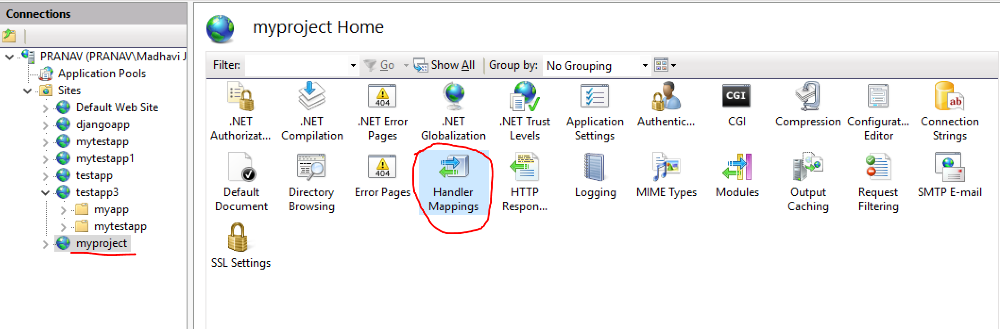 Connections
PRANAV (PRANAV\Madhavi J
Application Pools
Sites
Default Web Site
djangoapp
mytestapp
mytestapp1
testapp
testapp3
myapp
mytestapp
myproject
myproject Home
Filter:
Go
Show All
Group by:
No Grouping
404
CGI
ab
.NET
Authorizat...
.NET
Compilation
.NET Error
Pages
.NET
Globalization
.NET Trust
Levels
Application
Settings
Authentic...
CGI
Compression
Configurat...
Editor
Connection
Strings
404
Default
Document
Directory
Browsing
Error Pages
Handler
Mappings
HTTP
Respon...
Logging
MIME Types
Modules
Output
Caching
Request
Filtering
SMTP E-mail
SSL Settings